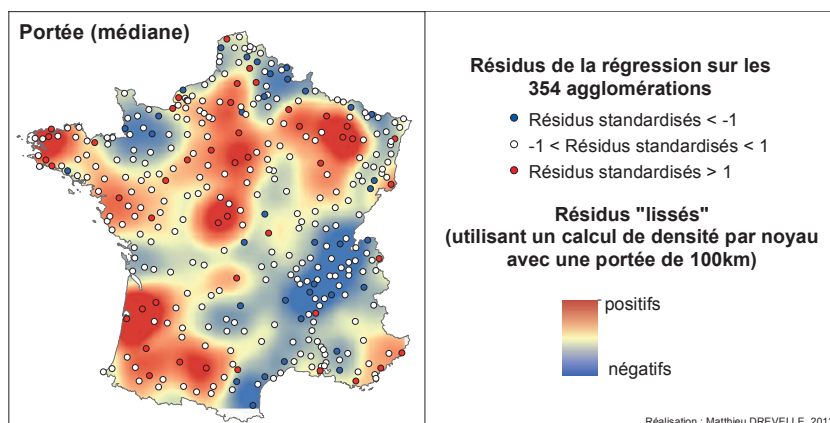 Portée (médiane)
Résidus de la régression sur les
354 agglomérations
Résidus standardisés < -1
-1 < Résidus standardisés < 1
Résidus standardisés > 1
Résidus "lissés"
(utilisant un calcul de densité par noyau
avec une portée de 100km)
positifs
négatifs
Réalisation : Matthieu DREVELLE,